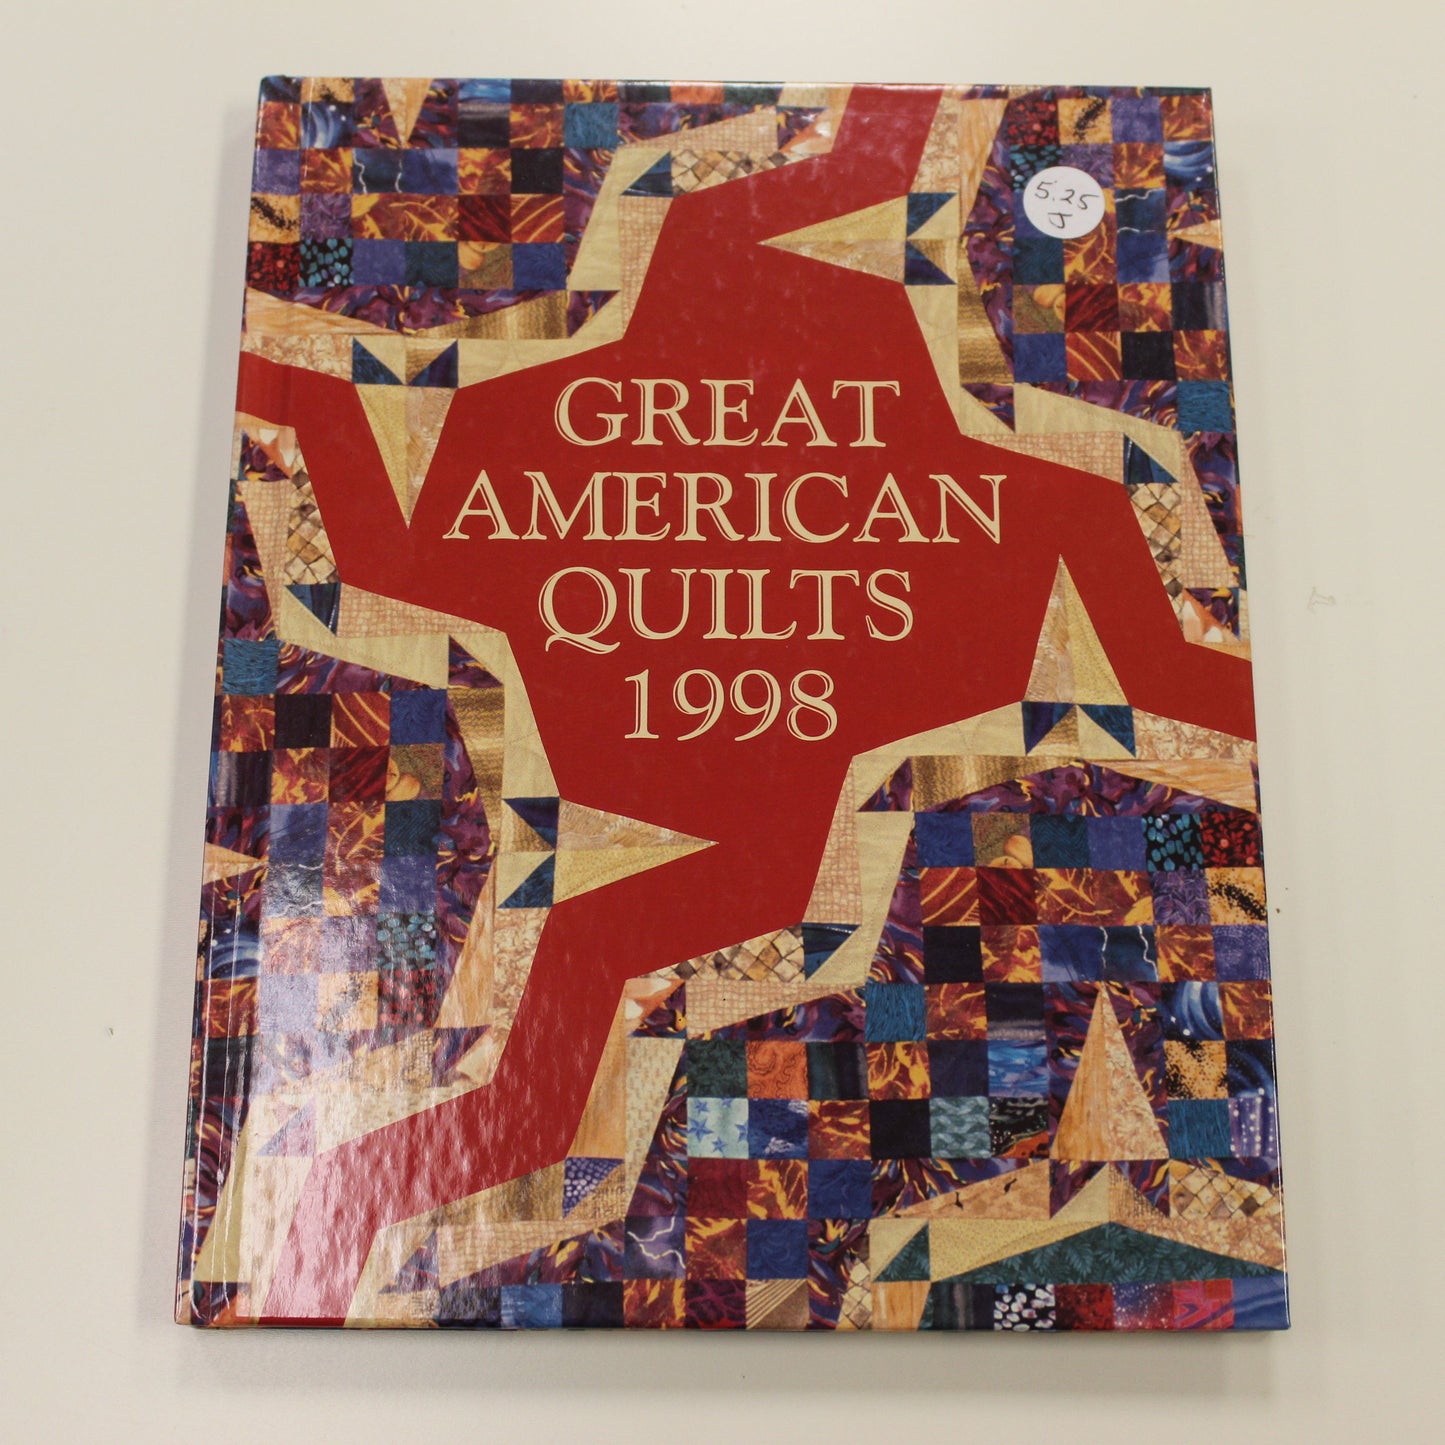 5.25
J
GREAT
AMERICAN
QUILTS
1998